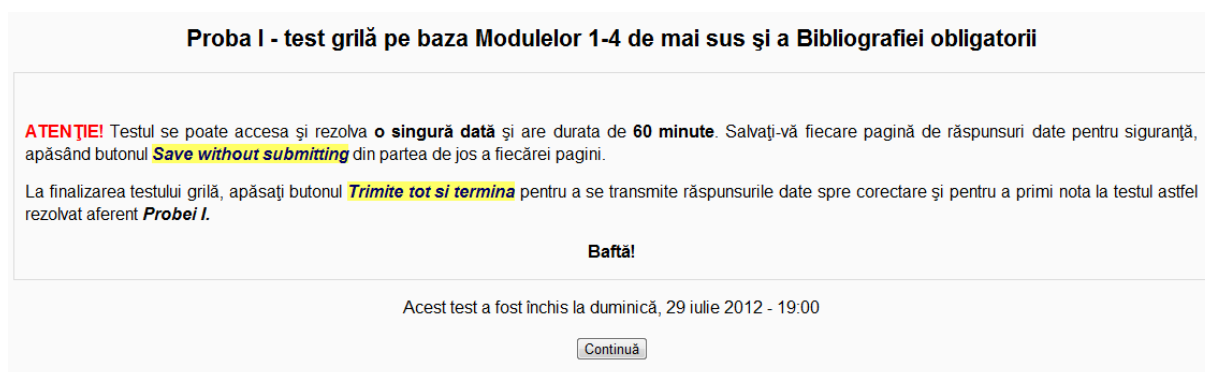 Proba I - test grilă pe baza Modulelor 1-4 de mai sus şi a Bibliografiei obligatorii
ATENŢIE! Testul se poate accesa şi rezolva o singură dată şi are durata de 60 minute. Salvaţi-vă fiecare pagină de răspunsuri date pentru siguranţă,
apăsând butonul Save without submitting din partea de jos a fiecărei pagini.
La finalizarea testului grilă, apăsaţi butonul Trimite tot si termina pentru a se transmite răspunsurile date spre corectare şi pentru a primi nota la testul astfel
rezolvat aferent Probei I.
Baftă!
Acest test a fost închis la duminică, 29 iulie 2012 - 19:00
Continuă